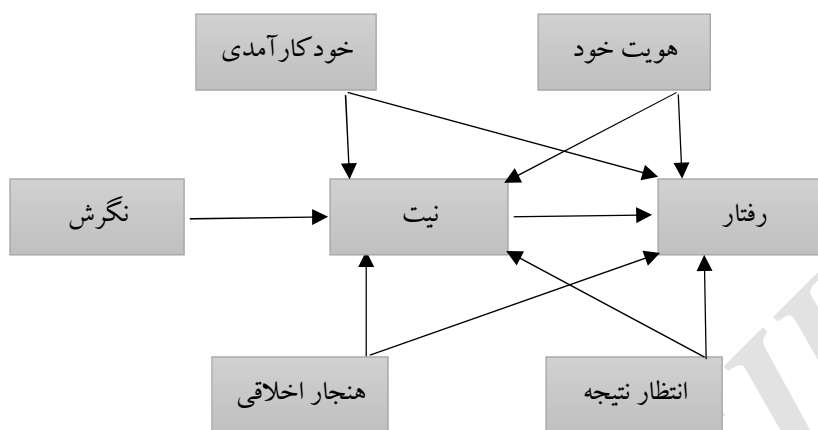 هویت خود
خودکارآمدی
رفتار
نیت
نگرش
انتظار نتیجه
هنجار اخلاقی